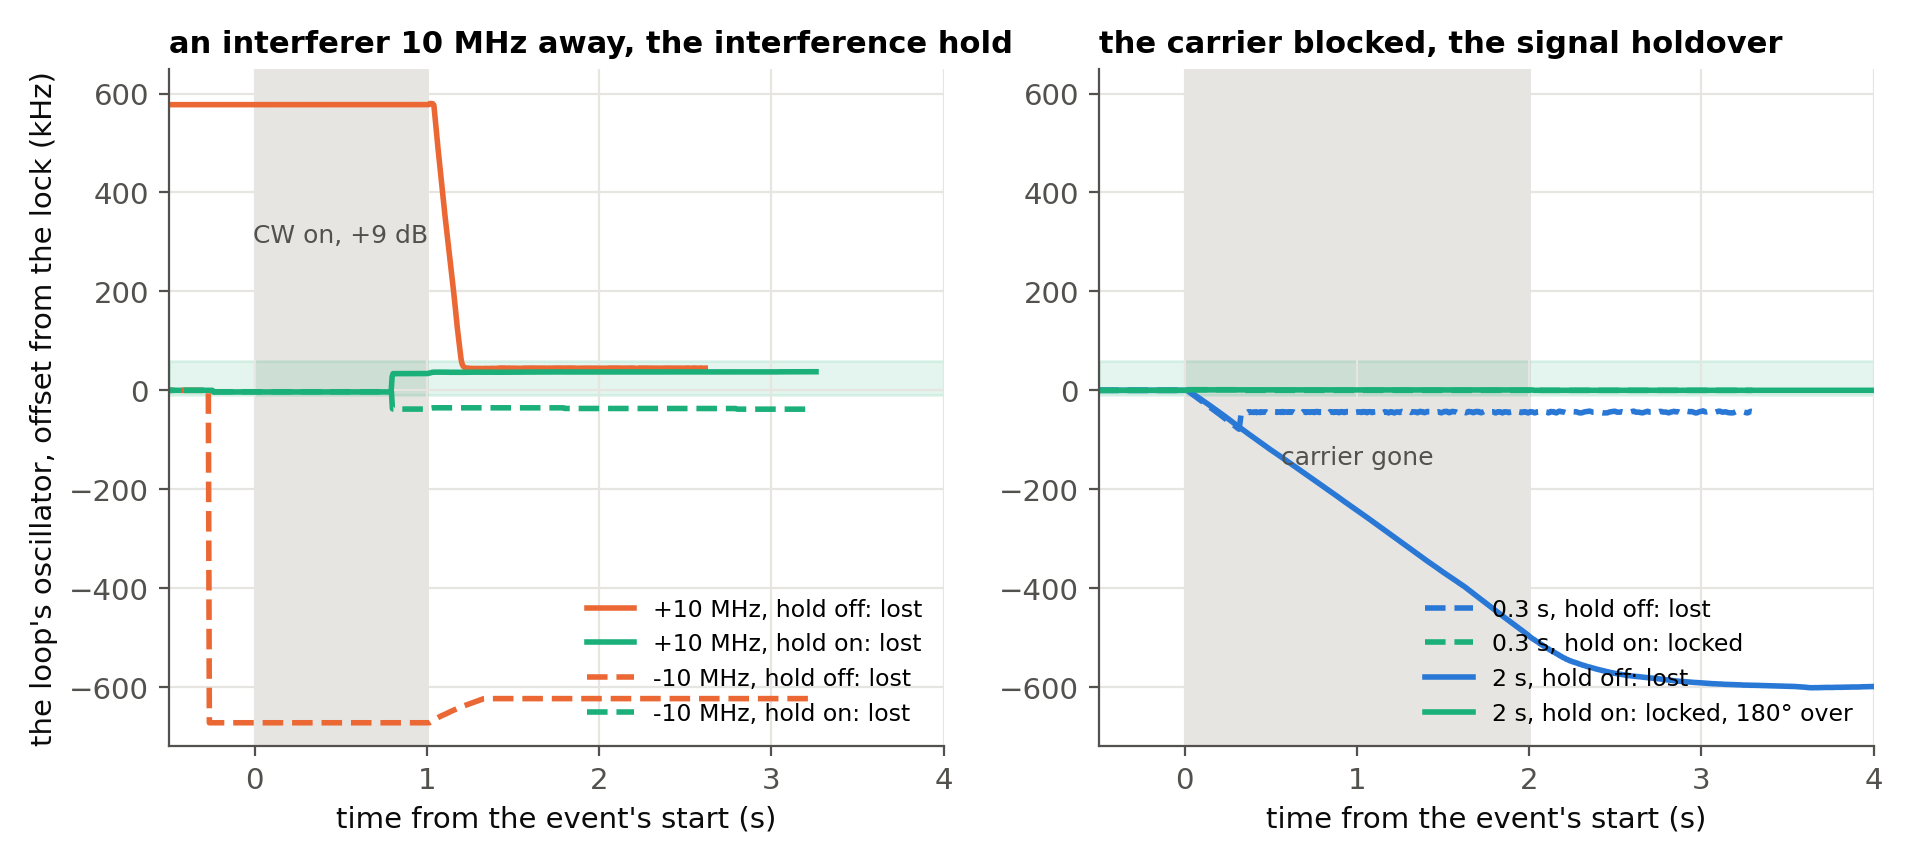 an interferer 10 MHz away, the interference hold
the loop's oscillator, offset from the lock (kHz)
600
400
200
0
−200
−400
−600
CW on, +9 dB
+10 MHz, hold off: lost
+10 MHz, hold on: lost
-10 MHz, hold off: lost
-10 MHz, hold on: lost
0
1
2
3
4
time from the event's start (s)
the carrier blocked, the signal holdover
600
400
200
0
−200
−400
−600
carrier gone
0.3 s, hold off: lost
0.3 s, hold on: locked
2 s, hold off: lost
2 s, hold on: locked, 180° over
0
1
2
3
4
time from the event's start (s)